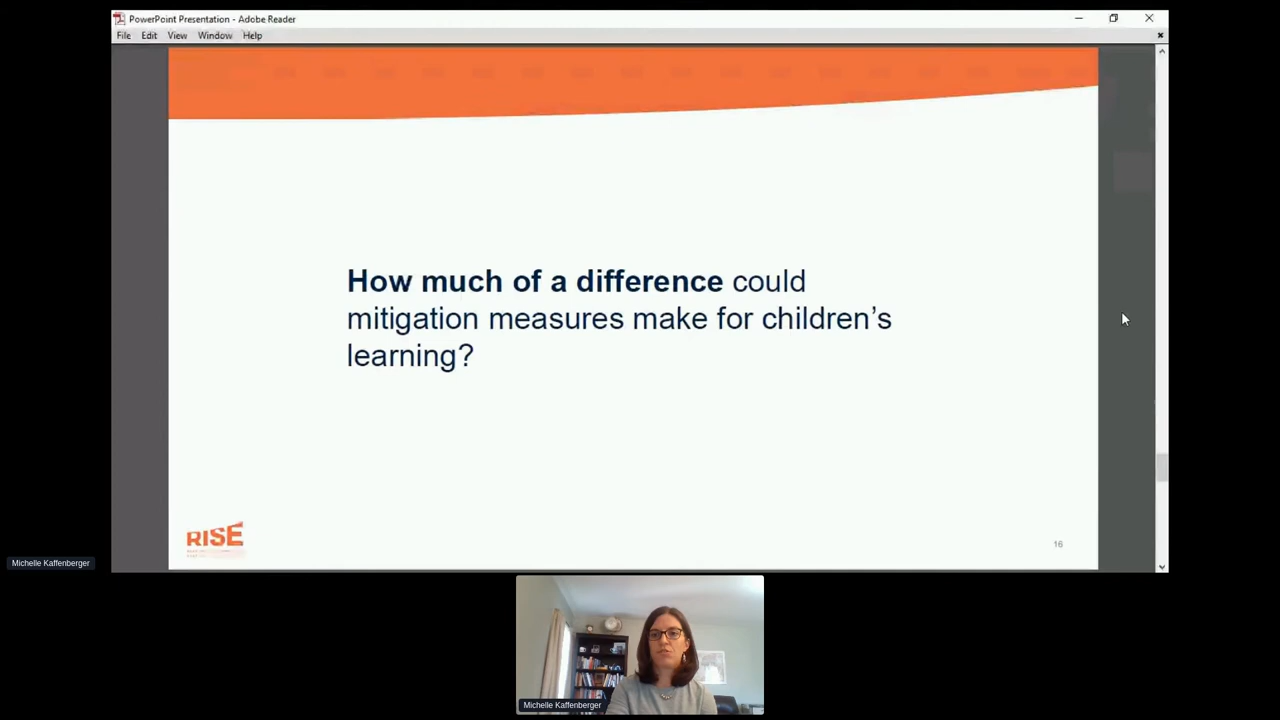 PowerPoint Presentation - Adobe Reader
File Edit View Window Help
How much of a difference could
mitigation measures make for children's
learning?
RISE
16
Michelle Kaffenberger
Michelle Kaffenberger